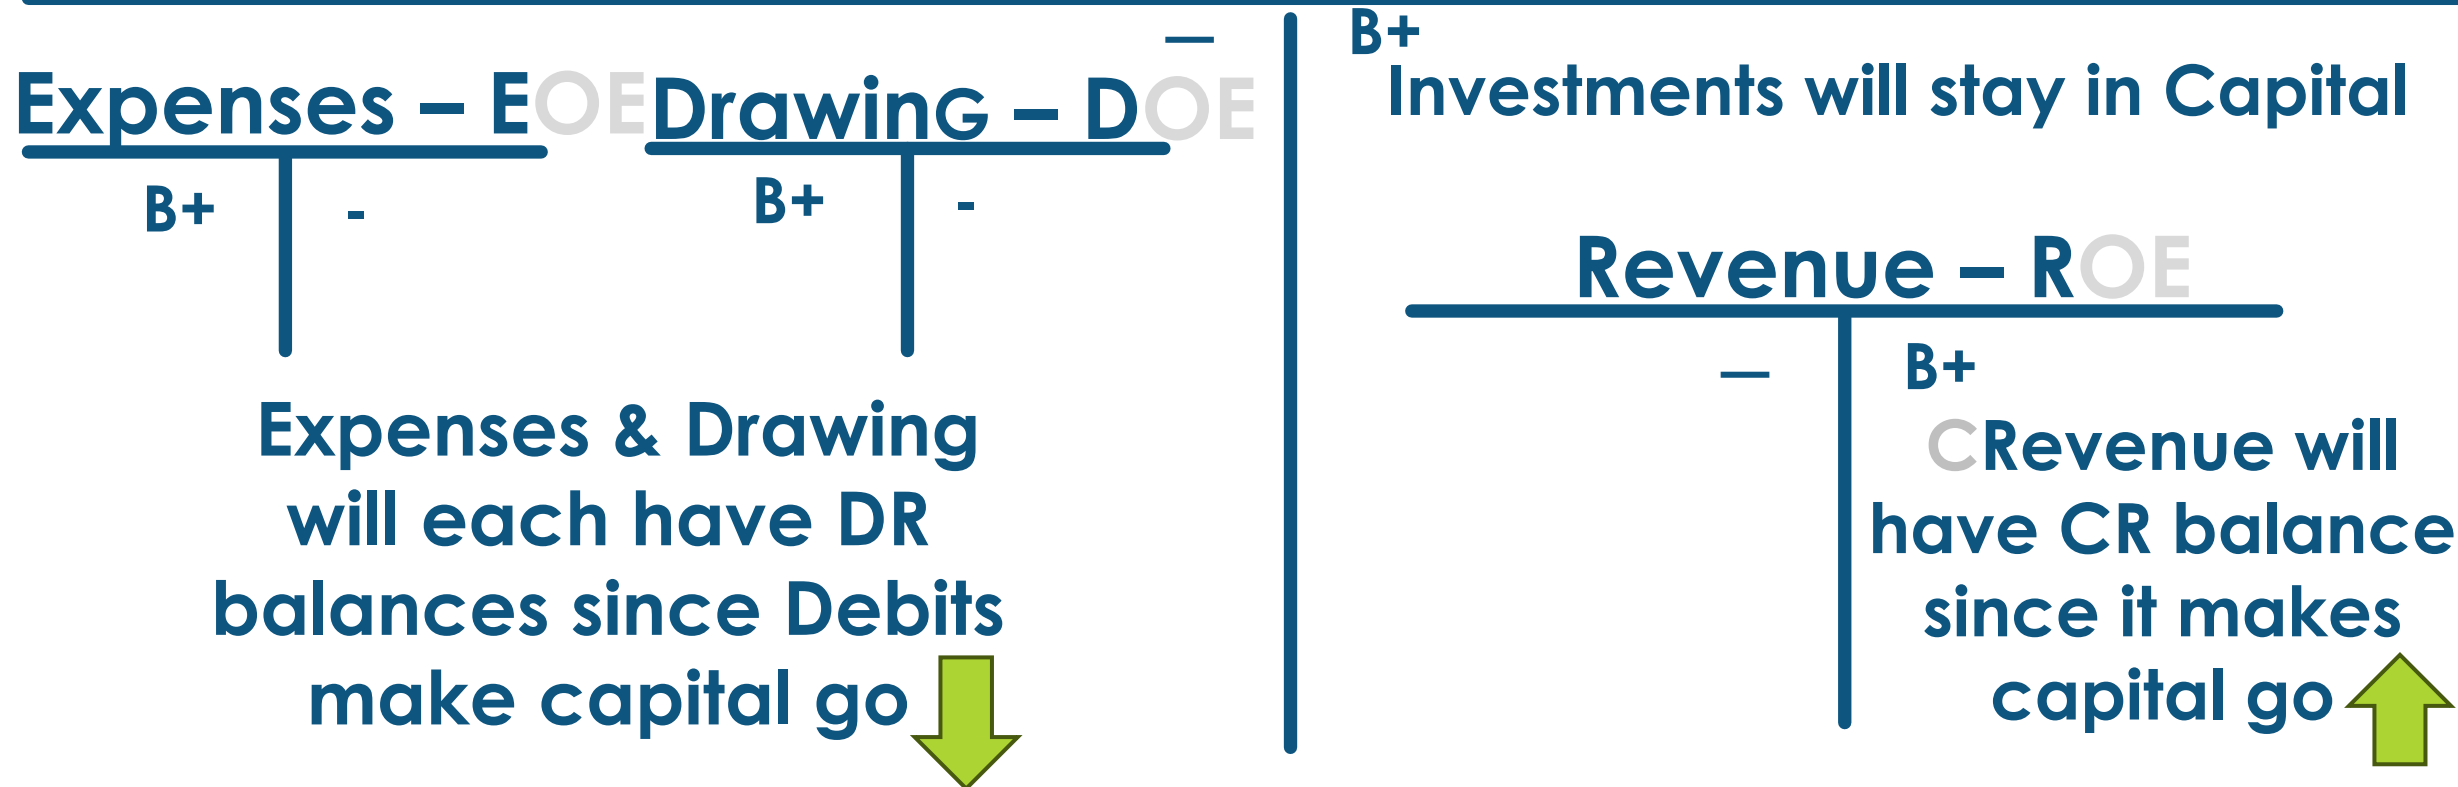 — B+
Expenses – EOE DrawinG – DOE
B+ - B+ -
Expenses & Drawing
will each have DR
balances since Debits
make capital go
Investments will stay in Capital
Revenue – ROE
— B+
CRevenue will
have CR balance
since it makes
capital go